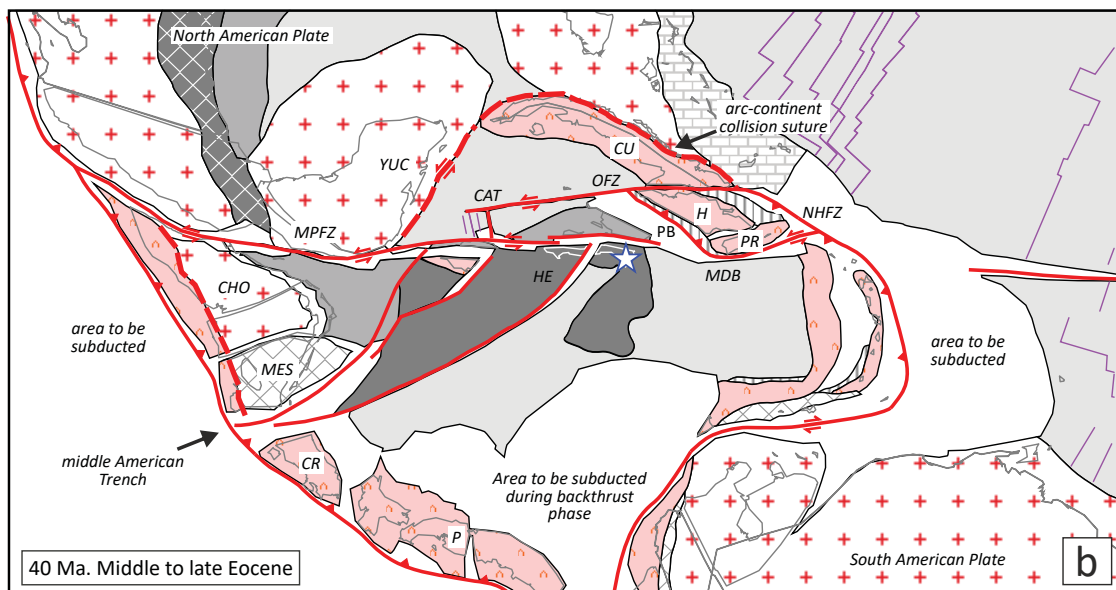 North American Plate
arc-continent
collision suture
CU
YUC
OFZ
CAT
H
NHFZ
MPFZ
PB
PR
CHO
HE
MDB
area to be
subducted
area to be
subducted
MES
middle American
Trench
CR
Area to be subducted
during backthrust
phase
P
South American Plate
40 Ma. Middle to late Eocene
b